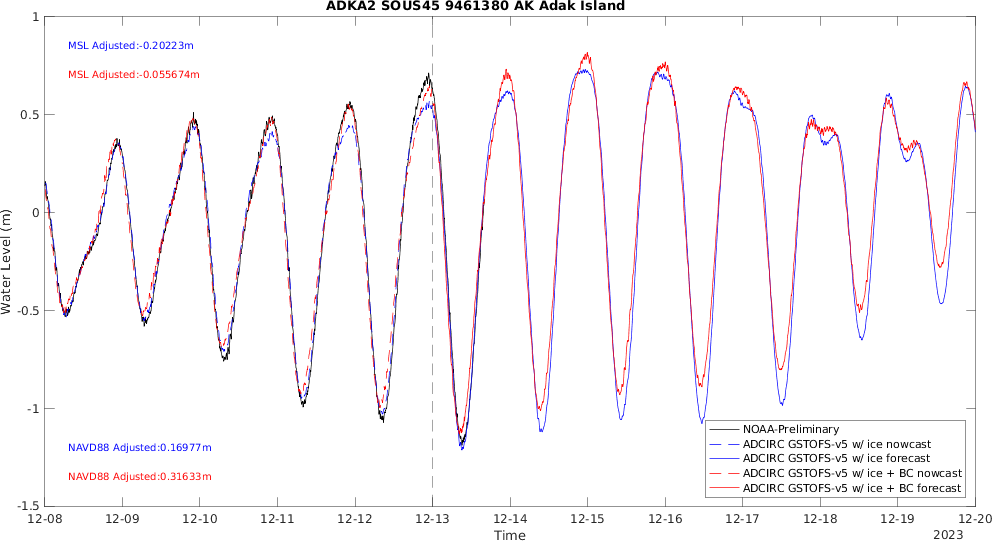 ADKA2 SOUS45 9461380 AK Adak Island
MSL Adjusted:-0.20223m
MSL Adjusted:-0.055674m
NAVD88 Adjusted:0.16977m
NAVD88 Adjusted:0.31633m
Water Level (m)
1
0.5
0
-0.5
-1
-1.5
NOAA-Preliminary
ADCIRC GSTOFS-v5 w/ ice nowcast
ADCIRC GSTOFS-v5 w/ ice forecast
ADCIRC GSTOFS-v5 w/ ice + BC nowcast
ADCIRC GSTOFS-v5 w/ ice + BC forecast
12-08 12-09 12-10 12-11 12-12 12-13 12-14 12-15 12-16 12-17 12-18 12-19 12-20
Time
2023